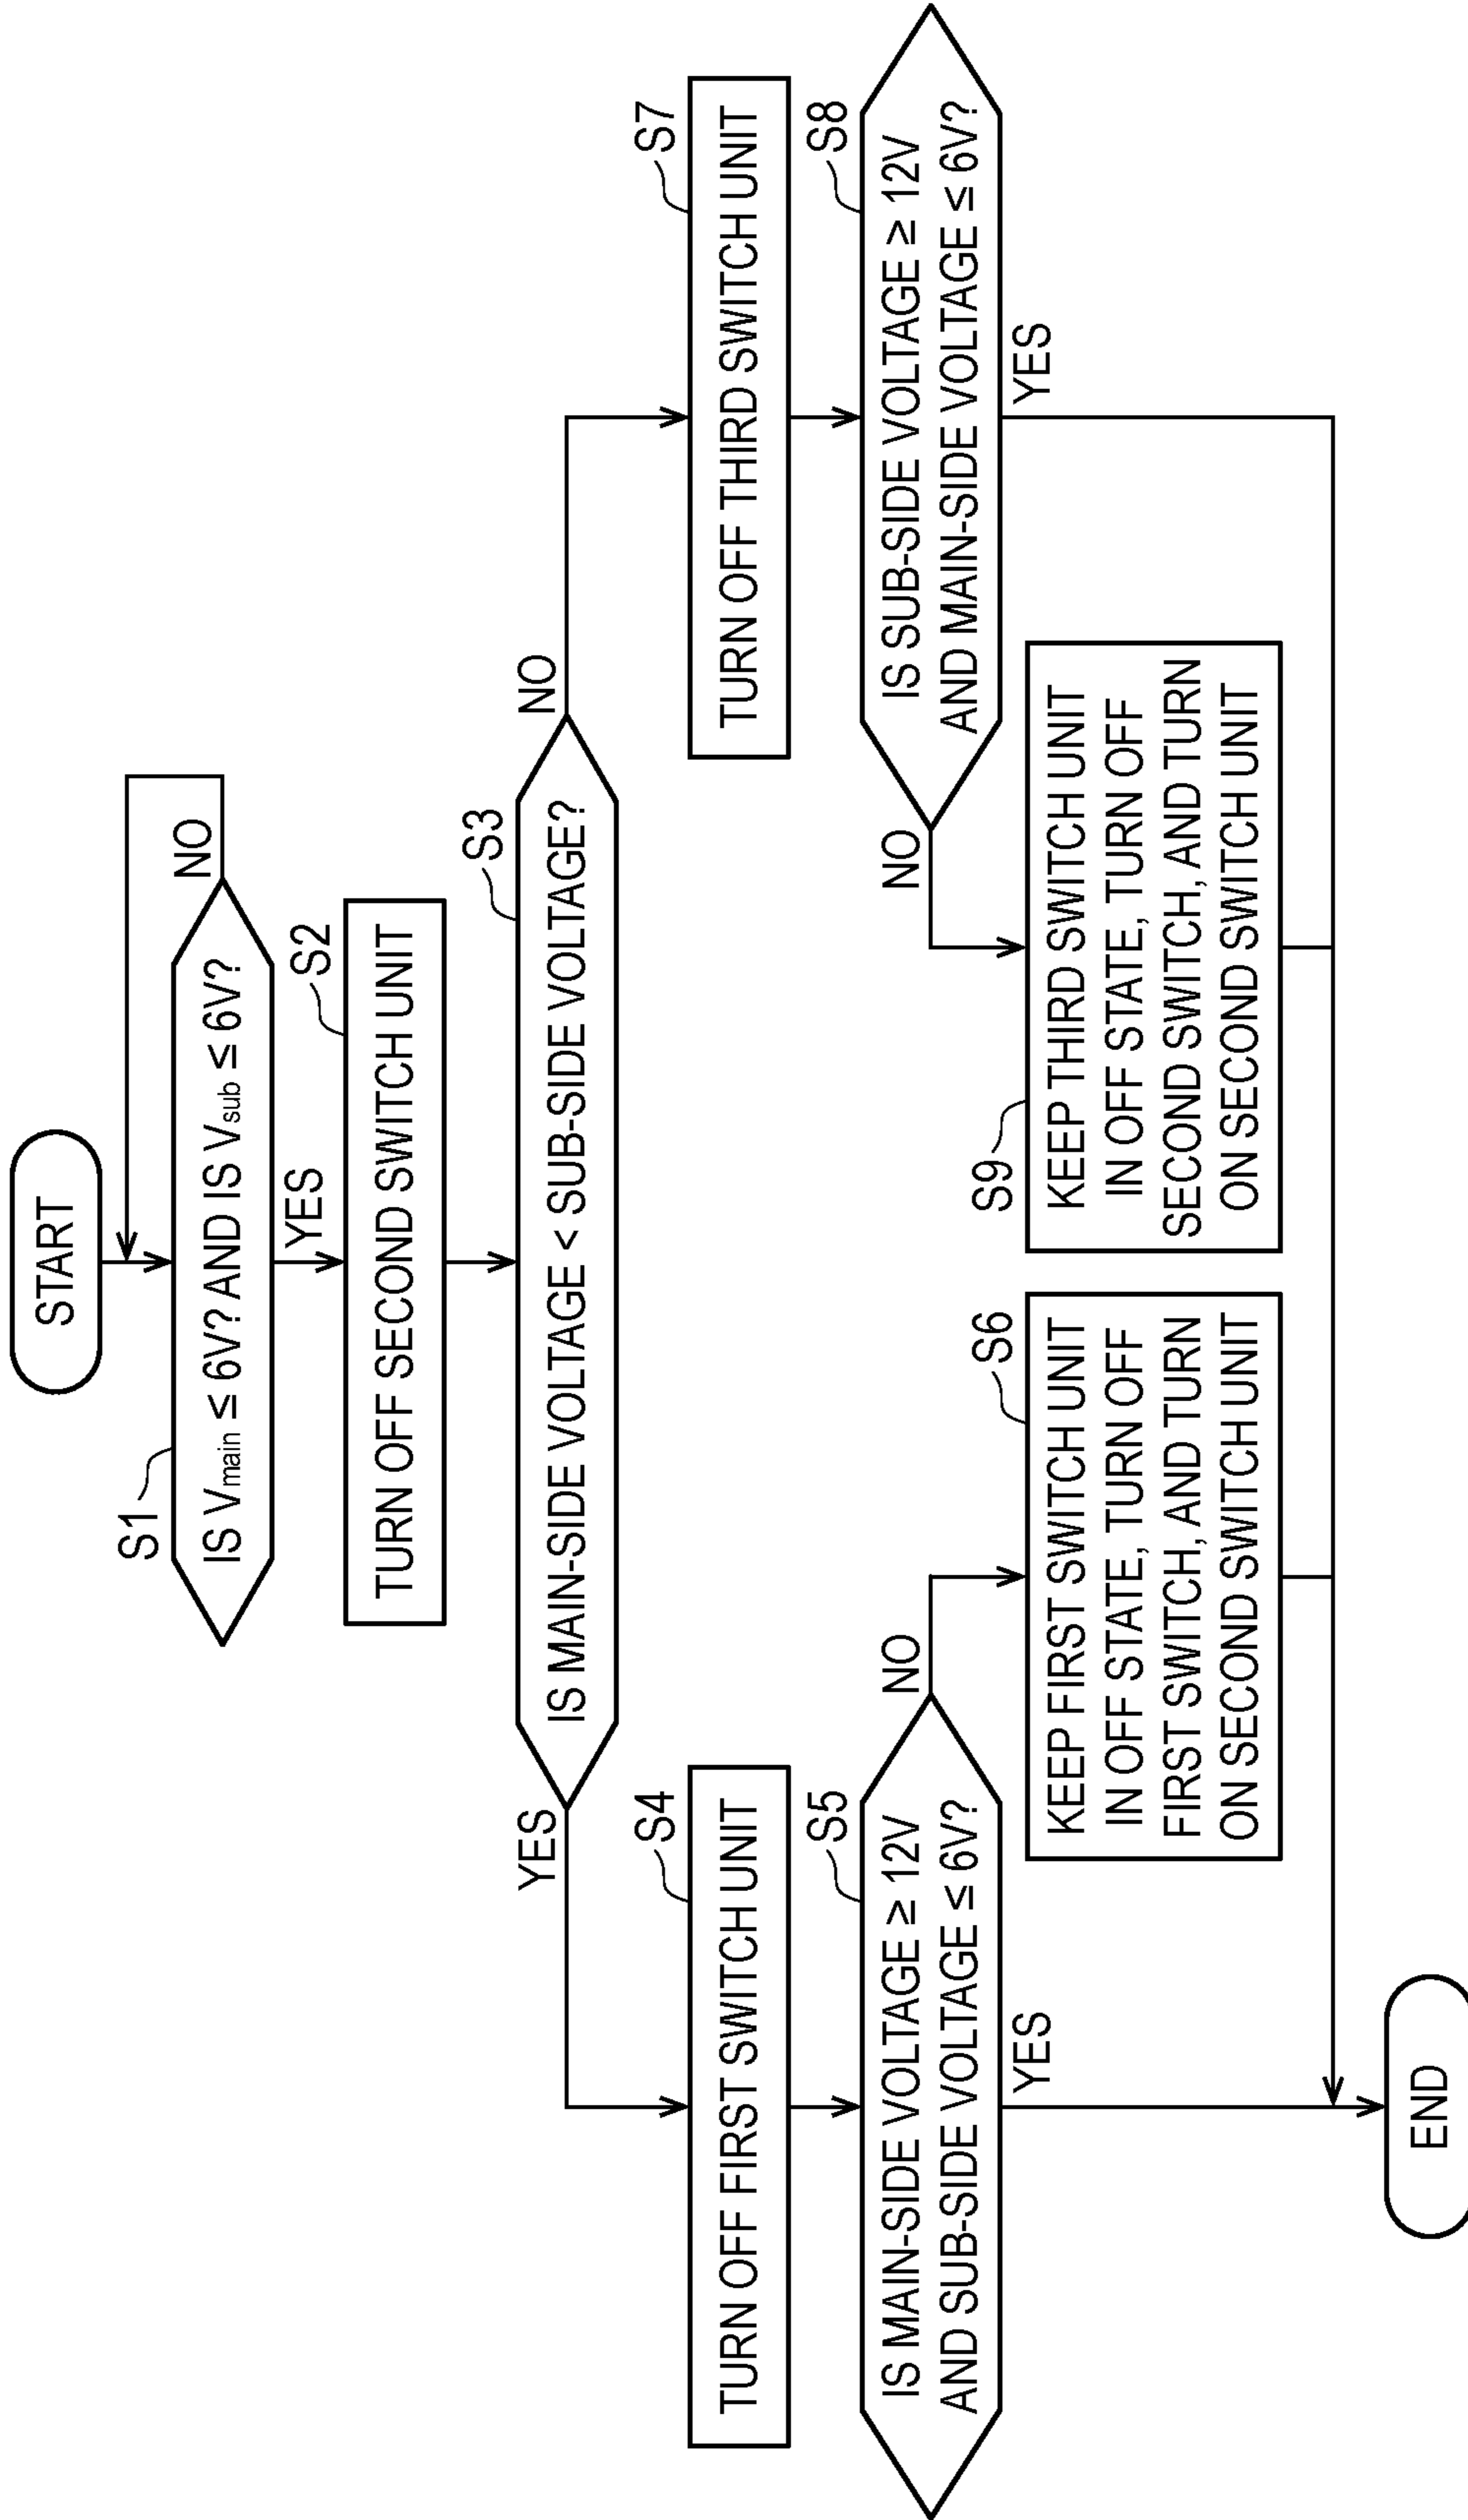 START
S1
IS Vmain ≤ 6V? AND IS Vsub ≤ 6V?
NO
YES
S2
TURN OFF SECOND SWITCH UNIT
S3
IS MAIN-SIDE VOLTAGE < SUB-SIDE VOLTAGE?
YES
NO
S4
TURN OFF FIRST SWITCH UNIT
S5
IS MAIN-SIDE VOLTAGE ≥ 12V
AND SUB-SIDE VOLTAGE ≤ 6V?
NO
YES
S6
KEEP FIRST SWITCH UNIT
IN OFF STATE, TURN OFF
FIRST SWITCH, AND TURN
ON SECOND SWITCH UNIT
S7
TURN OFF THIRD SWITCH UNIT
S8
IS SUB-SIDE VOLTAGE ≥ 12V
AND MAIN-SIDE VOLTAGE ≤ 6V?
NO
YES
S9
KEEP THIRD SWITCH UNIT
IN OFF STATE, TURN OFF
SECOND SWITCH, AND TURN
ON SECOND SWITCH UNIT
END